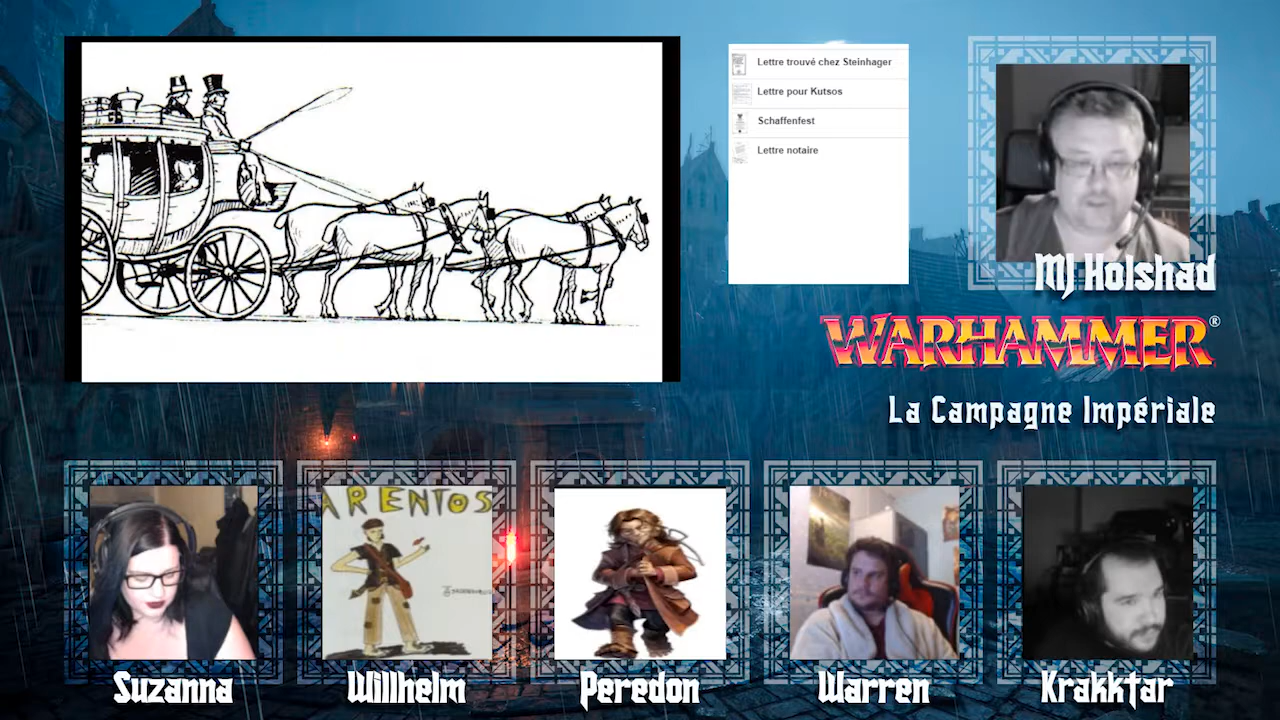 Lettre trouvé chez Steinhager
Lettre pour Kutsos
Schaffenfest
Lettre notaire
MJ Holshad
WARHAMMER®
La Campagne Impériale
ARENTOS
Suzanna
Willhelm
Peredon
Warren
Krakktar